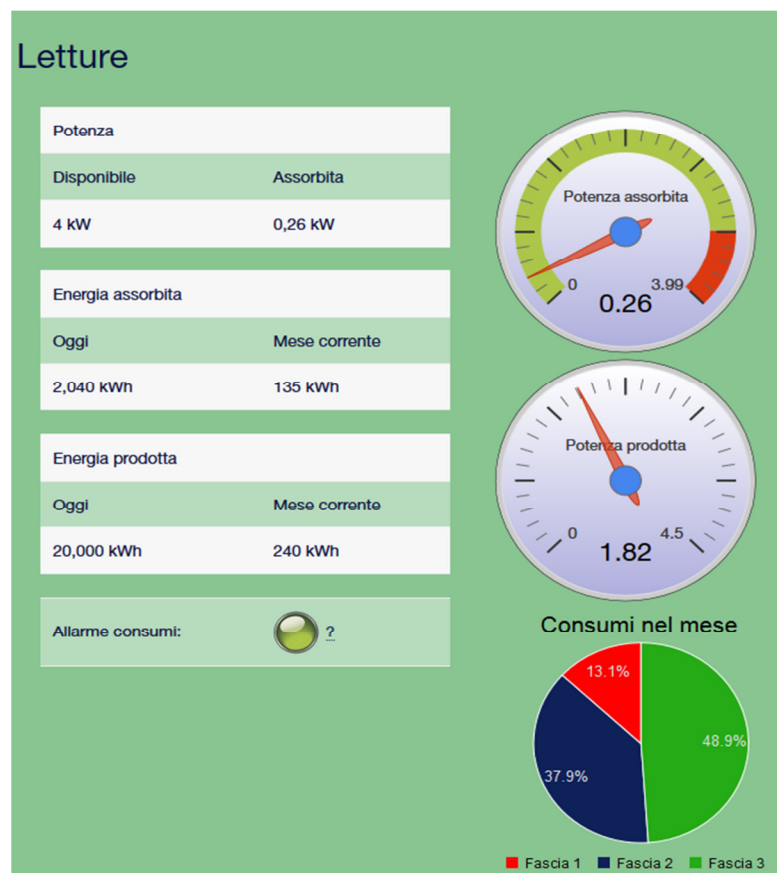 Letture
Potenza
Disponibile Assorbita
4 kW 0,26 kW
Energia assorbita
Oggi Mese corrente
2,040 kWh 135 kWh
Energia prodotta
Oggi Mese corrente
20,000 kWh 240 kWh
Allarme consumi: ?
Potenza assorbita
0 3.99
0.26
Potenza prodotta
0 4.5
1.82
Consumi nel mese
13.1%
48.9%
37.9%
Fascia 1 Fascia 2 Fascia 3